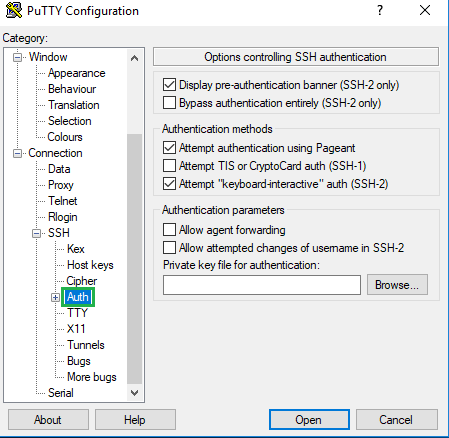 PuTTY Configuration
?
Category:
Window
Appearance
Behaviour
Translation
Selection
Colours
Connection
Data
Proxy
Telnet
Rlogin
SSH
Kex
Host keys
Cipher
Auth
TTY
X11
Tunnels
Bugs
More bugs
Serial
Options controlling SSH authentication
Display pre-authentication banner (SSH-2 only)
Bypass authentication entirely (SSH-2 only)
Authentication methods
Attempt authentication using Pageant
Attempt TIS or CryptoCard auth (SSH-1)
Attempt "keyboard-interactive" auth (SSH-2)
Authentication parameters
Allow agent forwarding
Allow attempted changes of username in SSH-2
Private key file for authentication:
Browse...
About
Help
Open
Cancel